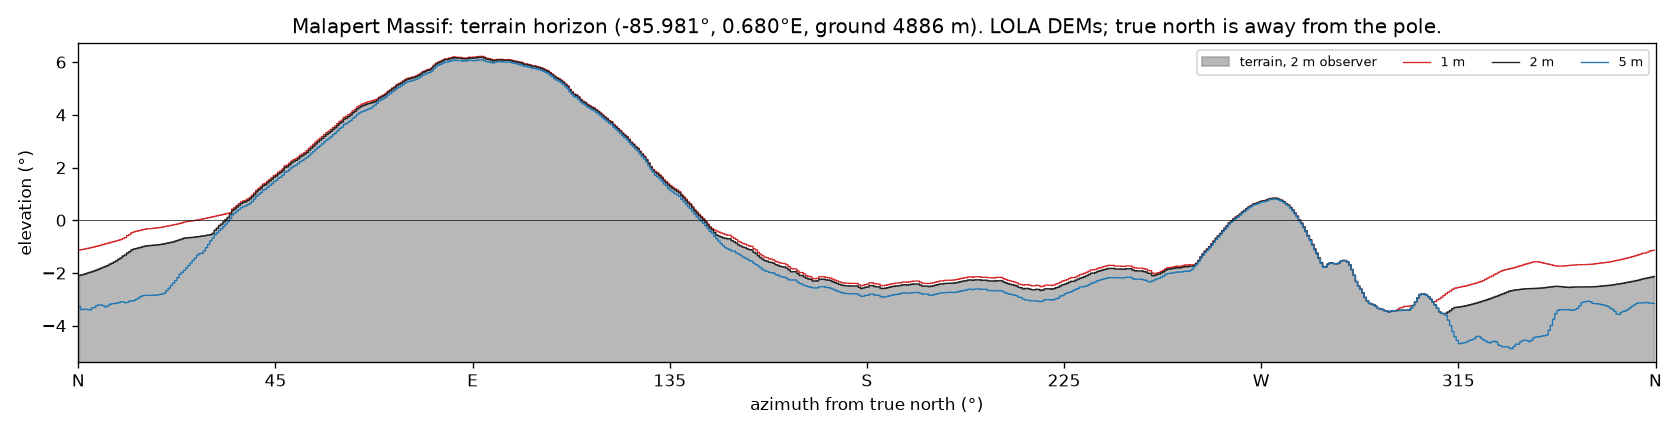 Malapert Massif: terrain horizon (-85.981°, 0.680°E, ground 4886 m). LOLA DEMs; true north is away from the pole.
terrain, 2 m observer 1 m 2 m 5 m
elevation (°)
6
4
2
0
−2
−4
N 45 E 135 S 225 W 315 N
azimuth from true north (°)